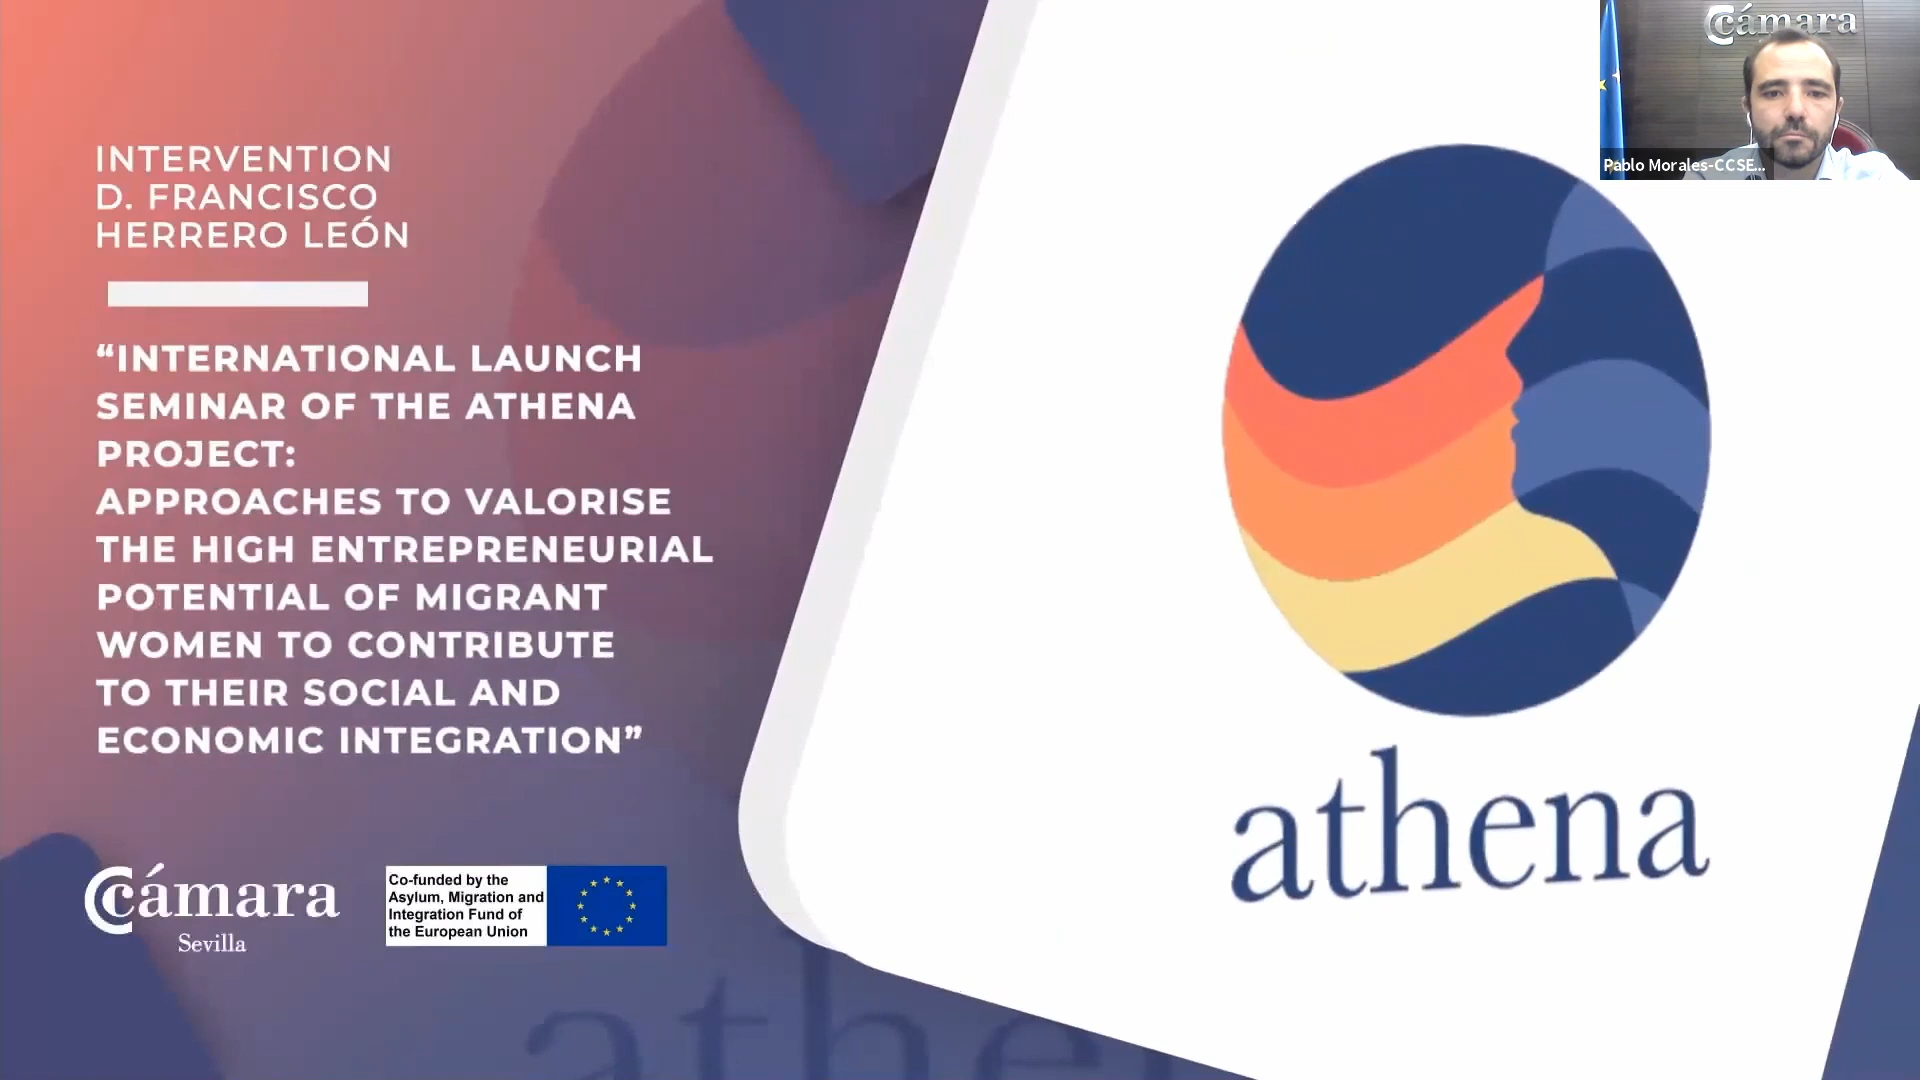 INTERVENTION
D. FRANCISCO
HERRERO LEÓN
“INTERNATIONAL LAUNCH
SEMINAR OF THE ATHENA
PROJECT:
APPROACHES TO VALORISE
THE HIGH ENTREPRENEURIAL
POTENTIAL OF MIGRANT
WOMEN TO CONTRIBUTE
TO THEIR SOCIAL AND
ECONOMIC INTEGRATION”
cámara
Sevilla
Co-funded by the
Asylum, Migration and
Integration Fund of
the European Union
athena
athe
cámara
Pablo Morales-CCSE...